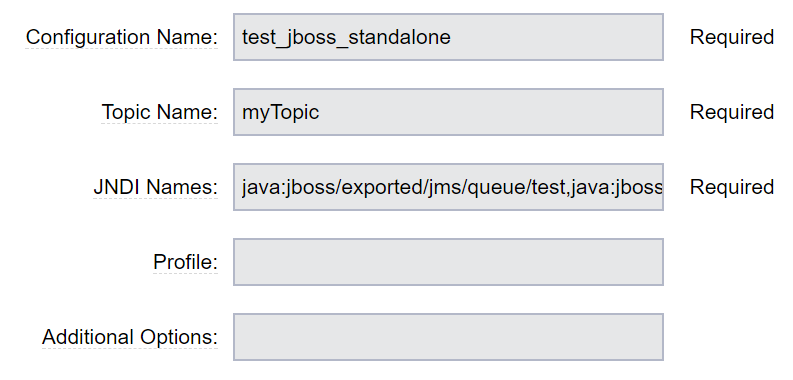 Configuration Name: test_jboss_standalone Required
Topic Name: myTopic Required
JNDI Names: java:jboss/exported/jms/queue/test,java:jboss Required
Profile:
Additional Options: